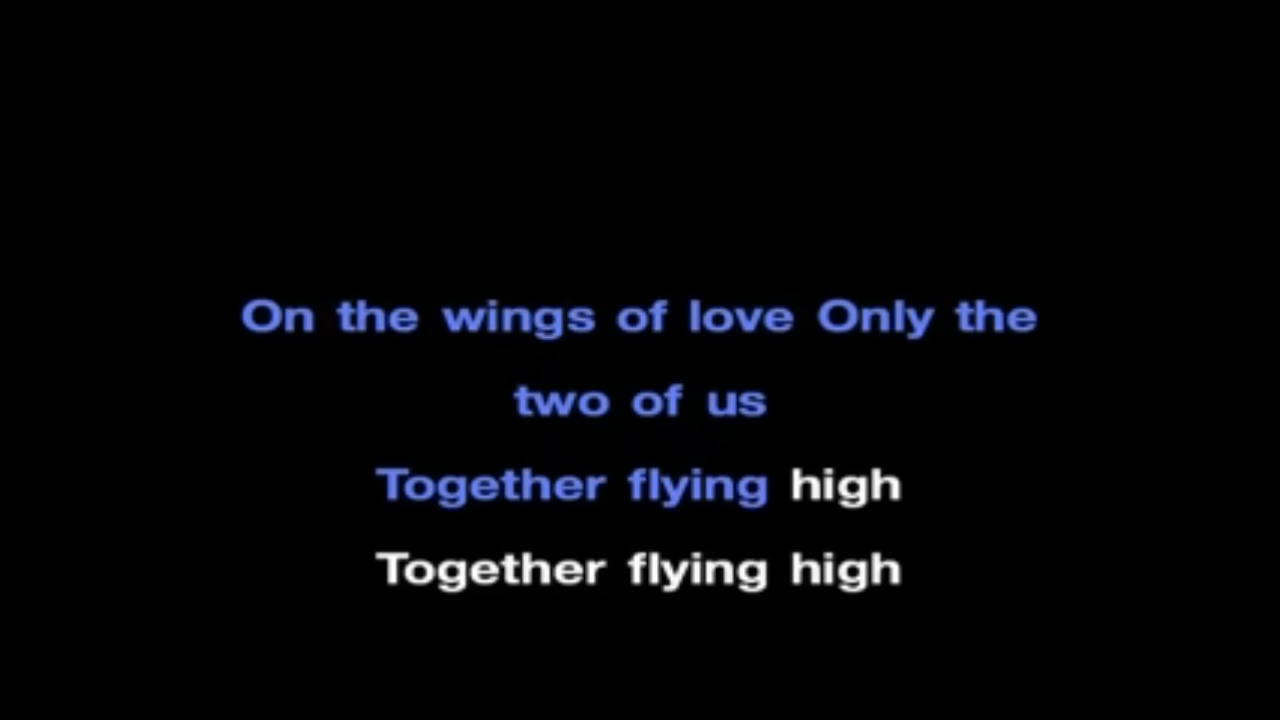 On the wings of love Only the
two of us
Together flying high
Together flying high